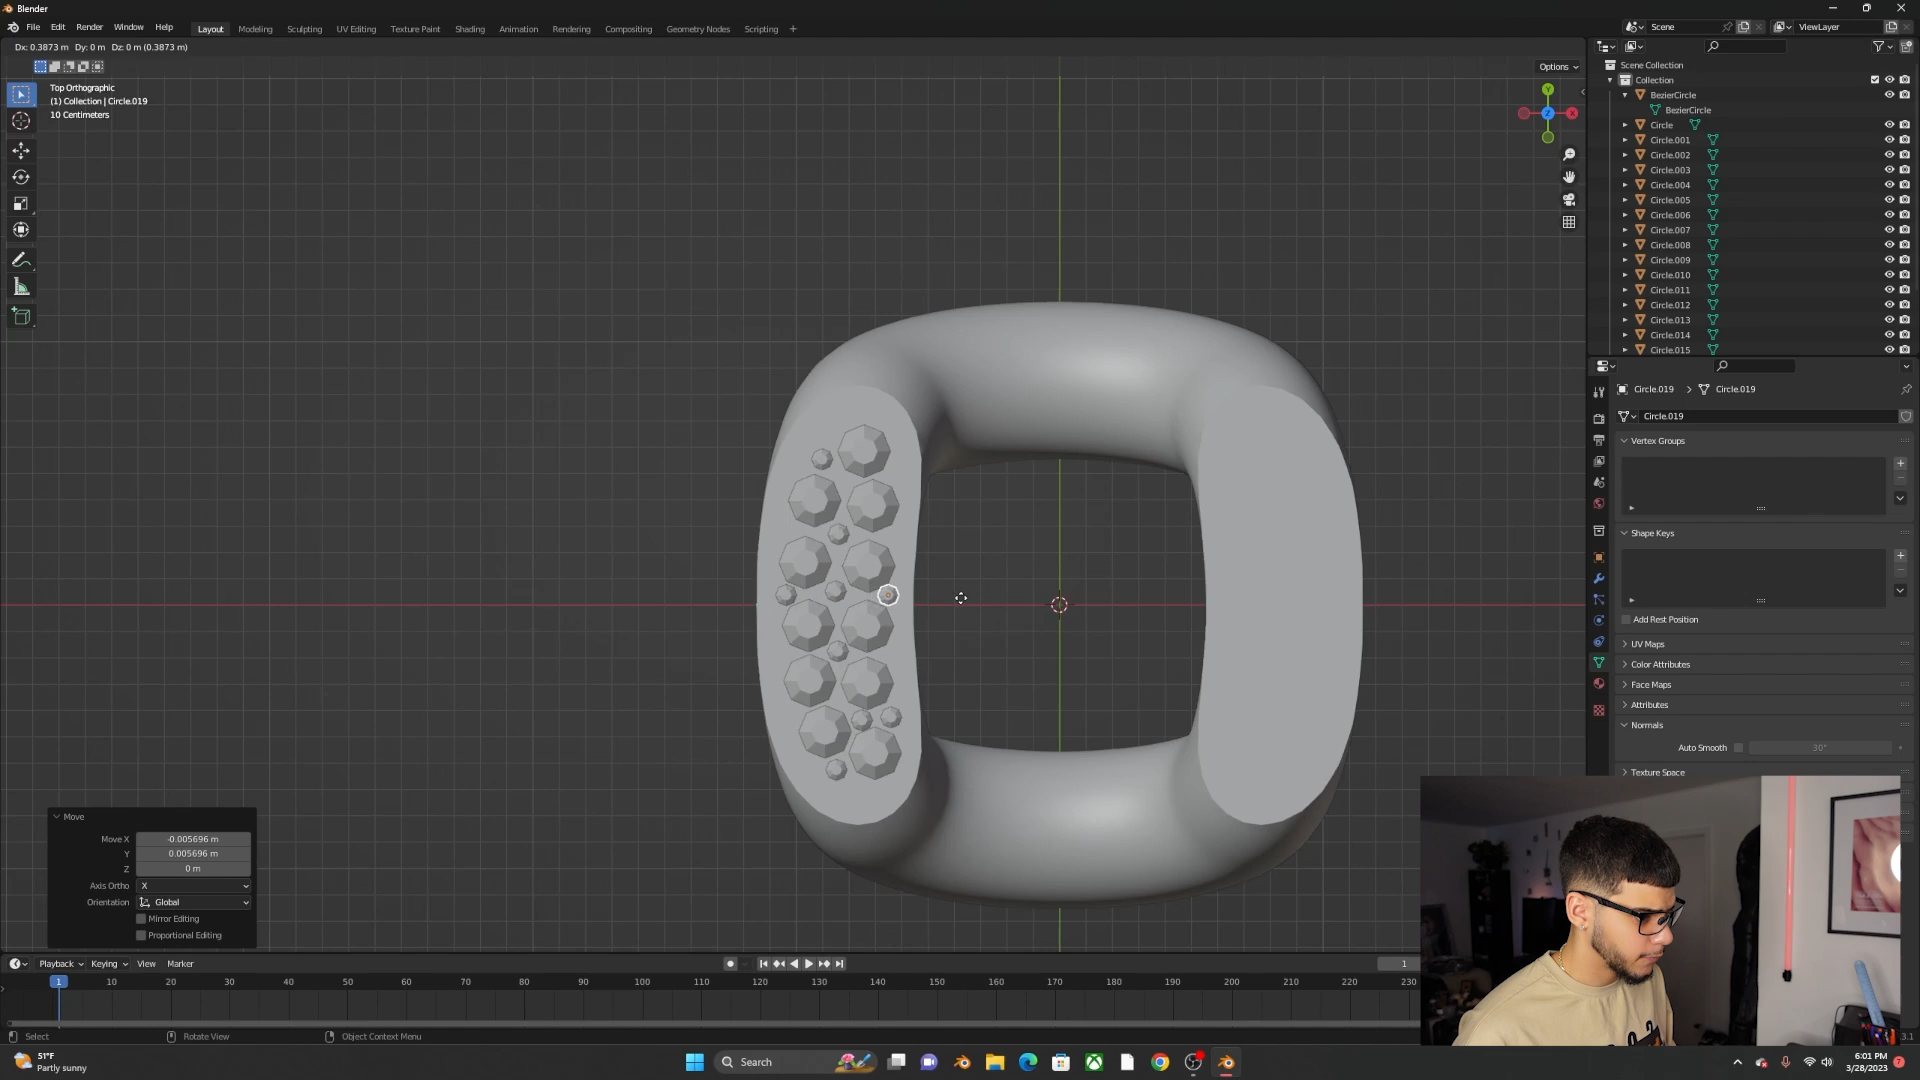 Blender
File Edit Render Window Help
Layout Modeling Sculpting UV Editing Texture Paint Shading Animation Rendering Compositing Geometry Nodes Scripting +
Scene
ViewLayer
Dx: 0.3873 m Dy: 0 m Dz: 0 m (0.3873 m)
Options
Top Orthographic
(1) Collection | Circle.019
10 Centimeters
Y
Z
X
Scene Collection
Collection
BezierCircle
BezierCircle
Circle
Circle.001
Circle.002
Circle.003
Circle.004
Circle.005
Circle.006
Circle.007
Circle.008
Circle.009
Circle.010
Circle.011
Circle.012
Circle.013
Circle.014
Circle.015
Circle.019 > Circle.019
Circle.019
Vertex Groups
Shape Keys
Add Rest Position
UV Maps
Color Attributes
Face Maps
Attributes
Normals
Auto Smooth 30°
Texture Space
Move
Move X -0.005696 m
Y 0.005696 m
Z 0 m
Axis Ortho X
Orientation Global
Mirror Editing
Proportional Editing
Playback Keying View Marker
1
1 10 20 30 40 50 60 70 80 90 100 110 120 130 140 150 160 170 180 190 200 210 220 230
Select Rotate View Object Context Menu
3.1
51°F
Partly sunny
Search
6:01 PM
3/28/2023
7